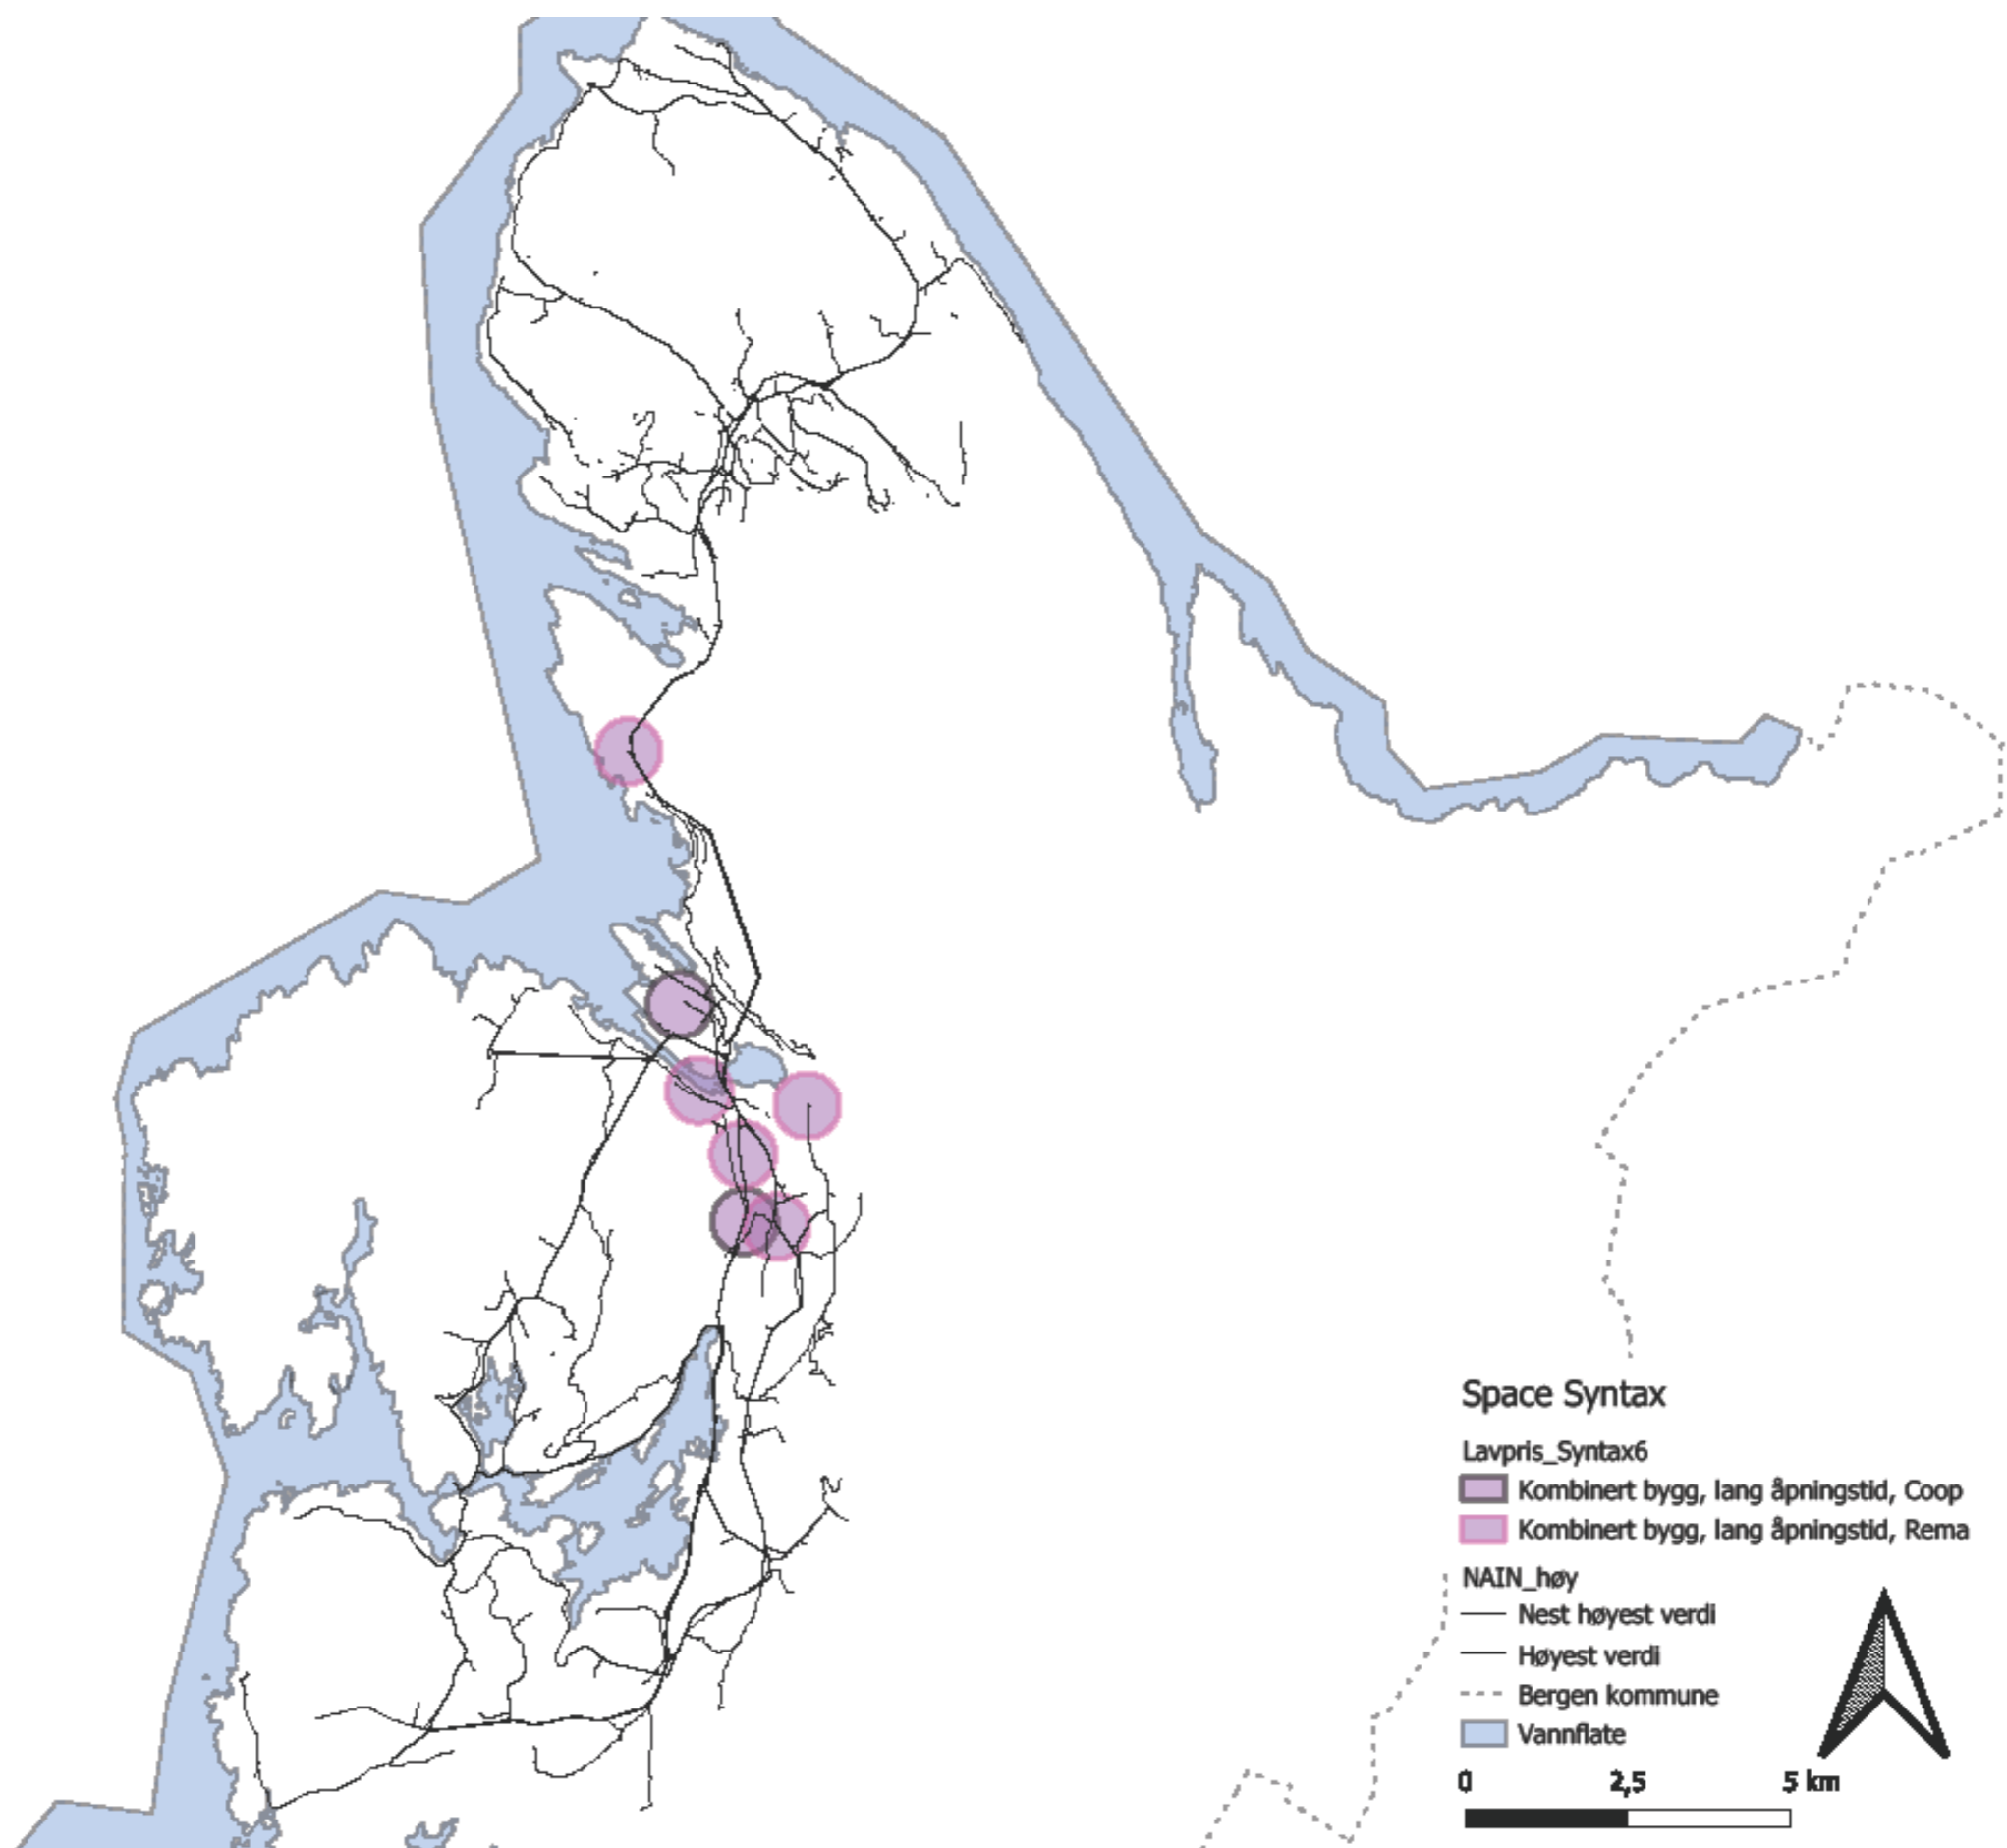 Space Syntax
Lavpris_Syntax6
Kombinert bygg, lang åpningstid, Coop
Kombinert bygg, lang åpningstid, Rema
NAIN_høy
Nest høyest verdi
Høyest verdi
Bergen kommune
Vannflate
0 2,5 5 km